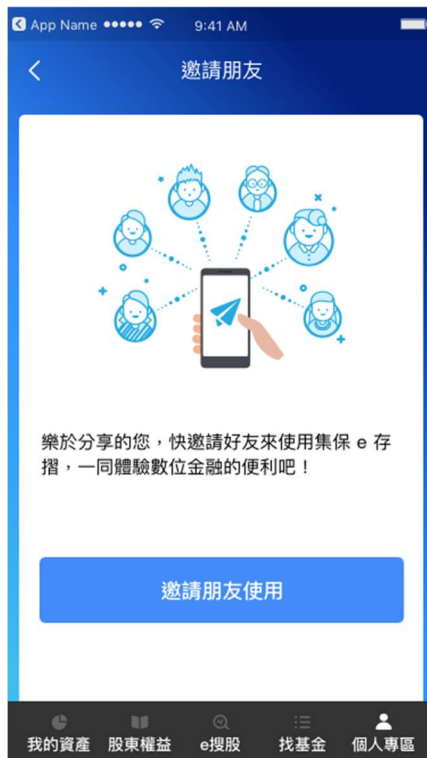 App Name
9:41 AM
邀請朋友
樂於分享的您，快邀請好友來使用集保 e 存
摺，一同體驗數位金融的便利吧！
邀請朋友使用
我的資產 股東權益 e搜股 找基金 個人專區